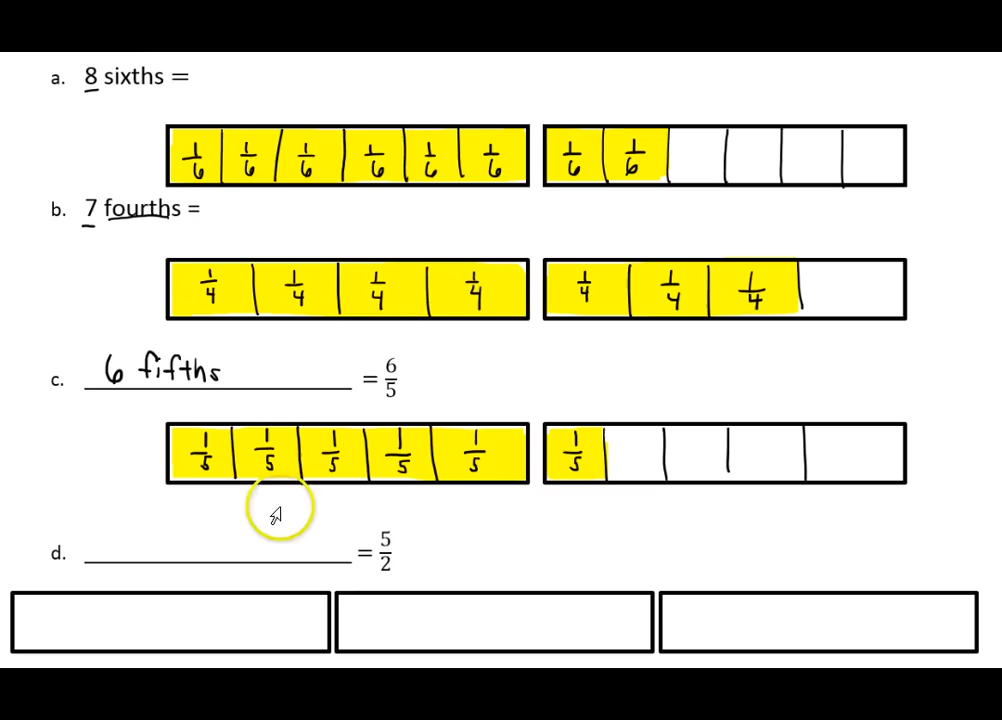 a. 8 sixths =
1/6 1/6 1/6 1/6 1/6 1/6 1/6 1/6
b. 7 fourths =
1/4 1/4 1/4 1/4 1/4 1/4 1/4
c. 6 fifths = 6/5
1/5 1/5 1/5 1/5 1/5 1/5
d. = 5/2